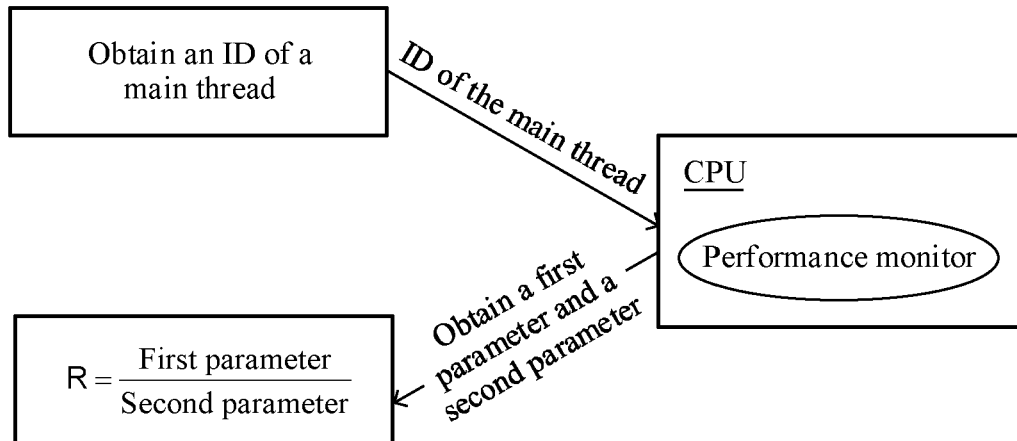 Obtain an ID of a
main thread
ID of the main thread
CPU
Performance monitor
Obtain a first
parameter and a
second parameter
R = First parameter
Second parameter